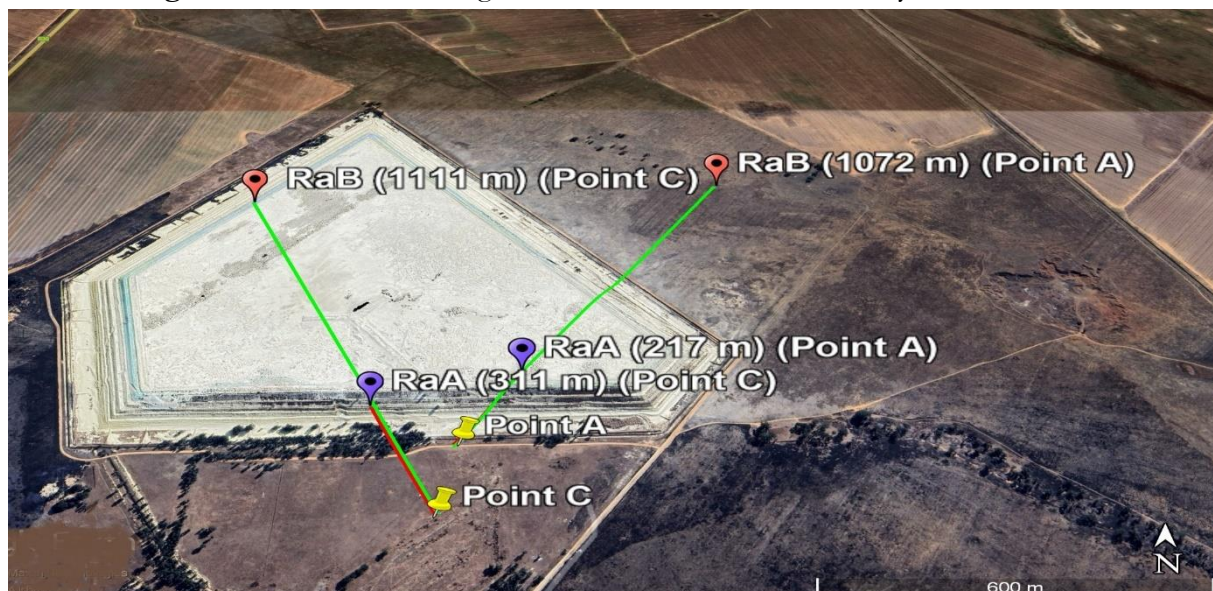 RaB (1072 m) (Point A)
RaB (1111 m) (Point C)
RaA (217 m) (Point A)
RaA (311 m) (Point C)
Point A
Point C
N
600 m